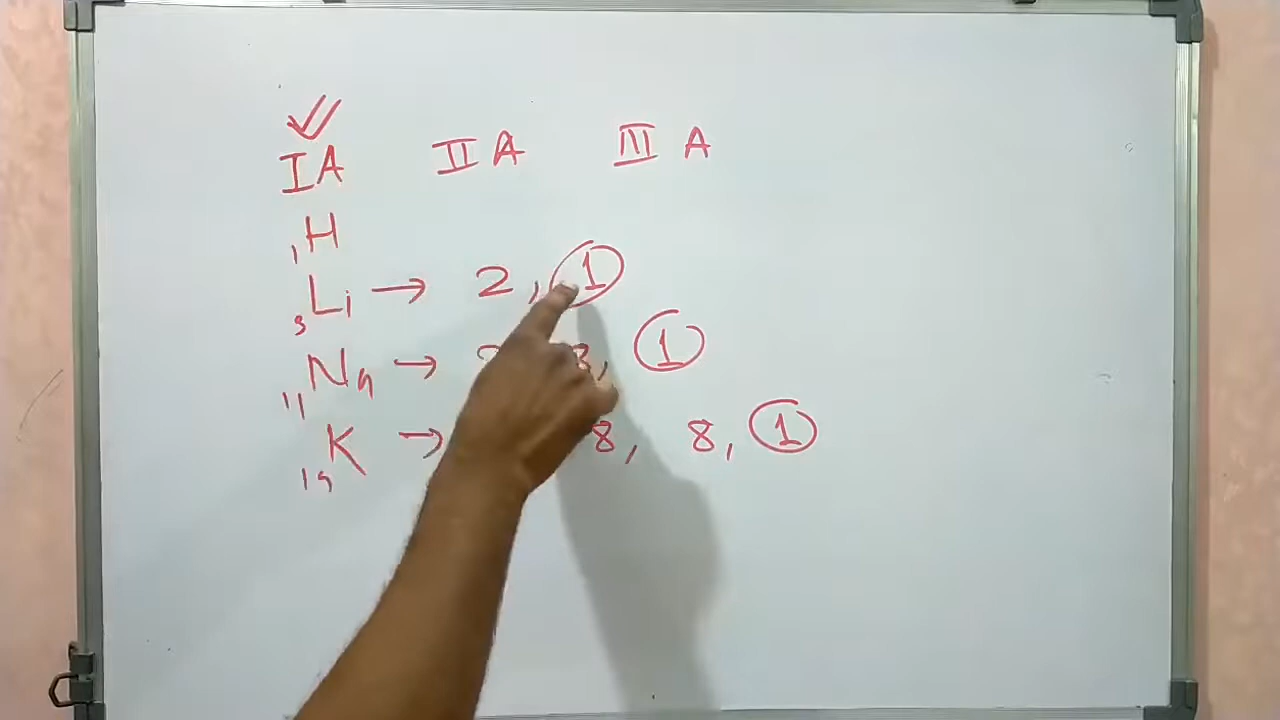 IA IIA III A
1H
3Li → 2, 1
11Na → 8, 1
19K → 8, 8, 1